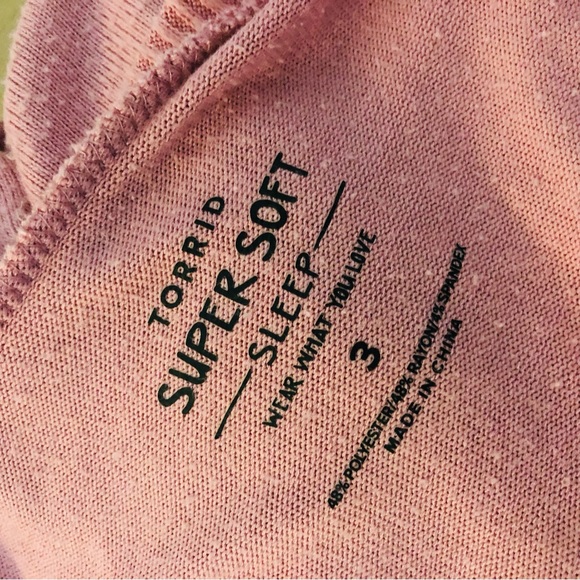 TORRID
SUPER SOFT
SLEEP
WEAR WHAT YOU LOVE
3
48% POLYESTER/48% RAYON/4% SPANDEX
MADE IN CHINA